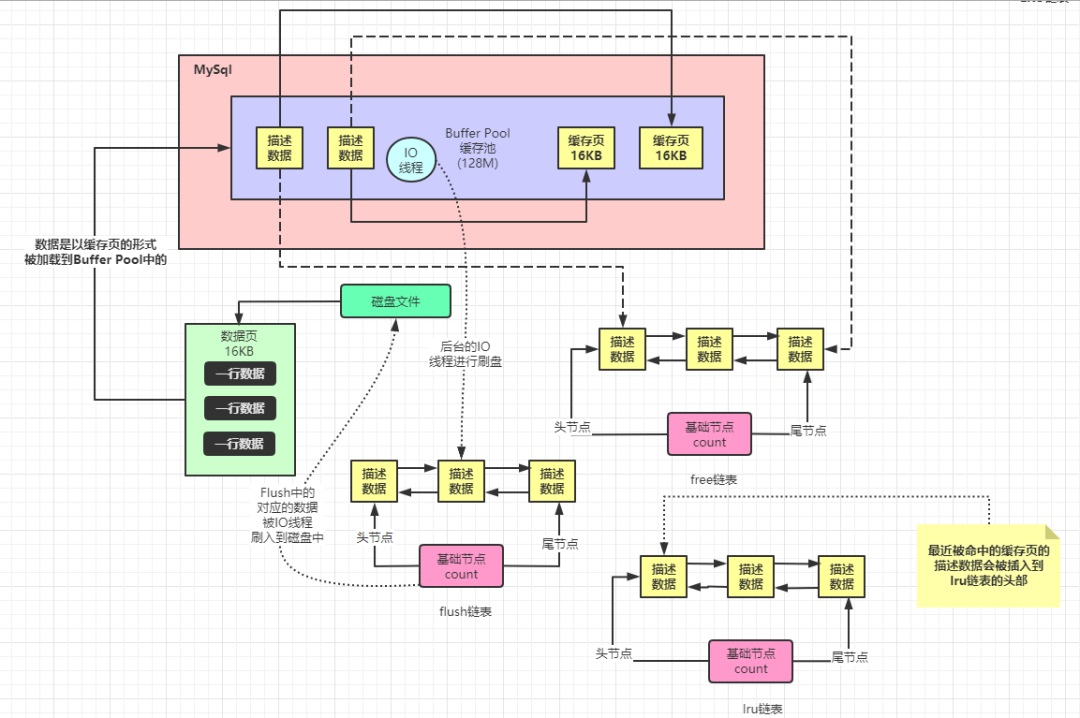 MySql
描述
数据
描述
数据
IO
线程
Buffer Pool
缓存池
(128M)
缓存页
16KB
缓存页
16KB
数据是以缓存页的形式
被加载到Buffer Pool中的
磁盘文件
数据页
16KB
一行数据
一行数据
一行数据
后台的IO
线程进行刷盘
描述
数据
描述
数据
描述
数据
头节点
基础节点
count
尾节点
free链表
Flush中的
对应的数据
被IO线程
刷入到磁盘中
描述
数据
描述
数据
描述
数据
头节点
基础节点
count
尾节点
flush链表
最近被命中的缓存页的
描述数据会被插入到
lru链表的头部
描述
数据
描述
数据
描述
数据
头节点
基础节点
count
尾节点
lru链表